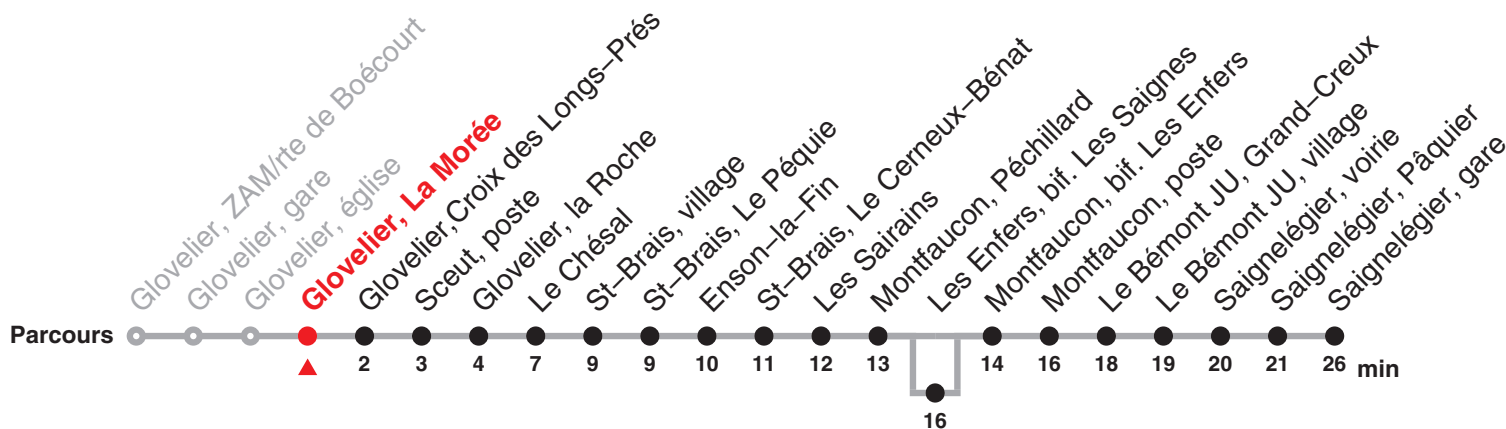 Glovelier, ZAM/rte de Boécourt
Glovelier, gare
Glovelier, église
Glovelier, La Morée
Glovelier, Croix des Longs–Prés
Sceut, poste
Glovelier, la Roche
Le Chésal
St–Brais, village
St–Brais, Le Péquie
Enson–la–Fin
St–Brais, Le Cerneux–Bénat
Les Sairains
Montfaucon, Péchillard
Les Enfers, bif. Les Saignes
Montfaucon, bif. Les Enfers
Montfaucon, poste
Le Bémont JU, Grand–Creux
Le Bémont JU, village
Saignelégier, voirie
Saignelégier, Pâquier
Saignelégier, gare
Parcours
2 3 4 7 9 9 10 11 12 13 14 16 18 19 20 21 26 min
16